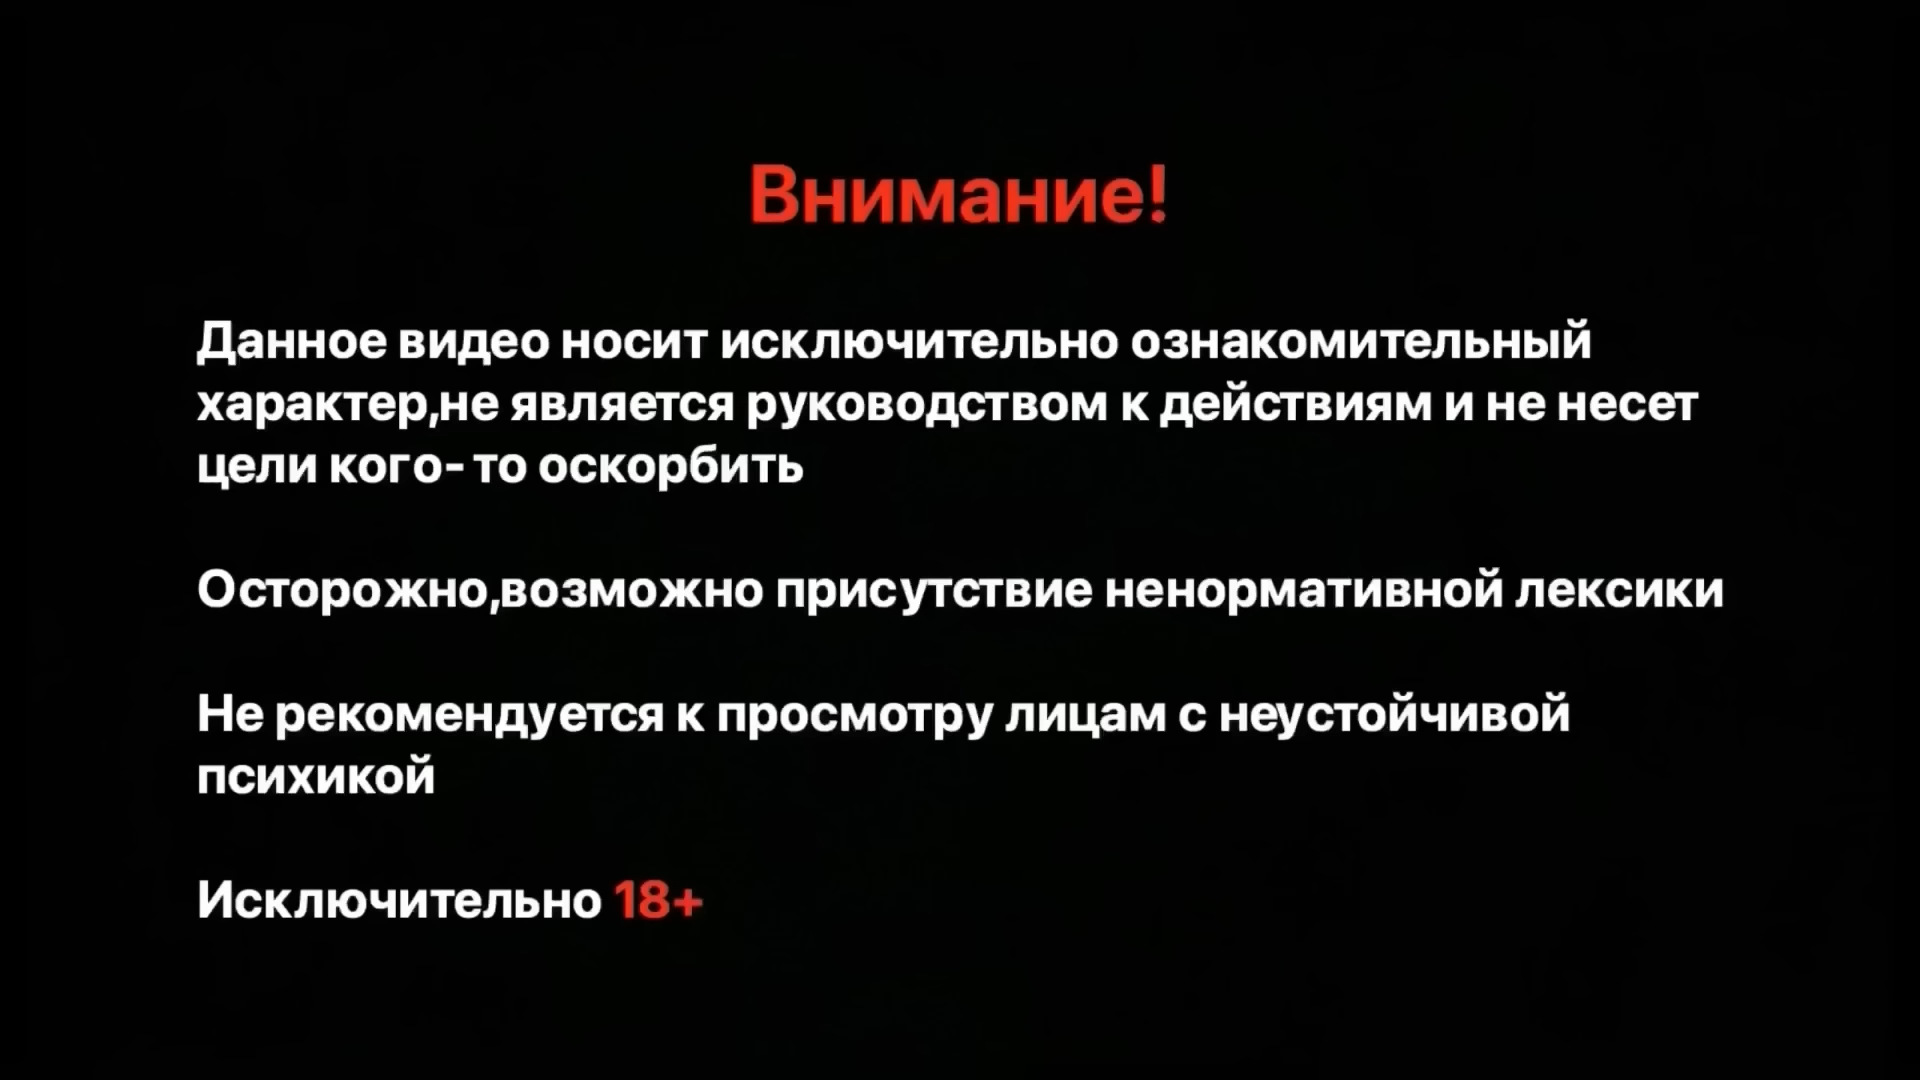 Внимание!
Данное видео носит исключительно ознакомительный
характер,не является руководством к действиям и не несет
цели кого- то оскорбить
Осторожно,возможно присутствие ненормативной лексики
Не рекомендуется к просмотру лицам с неустойчивой
психикой
Исключительно 18+